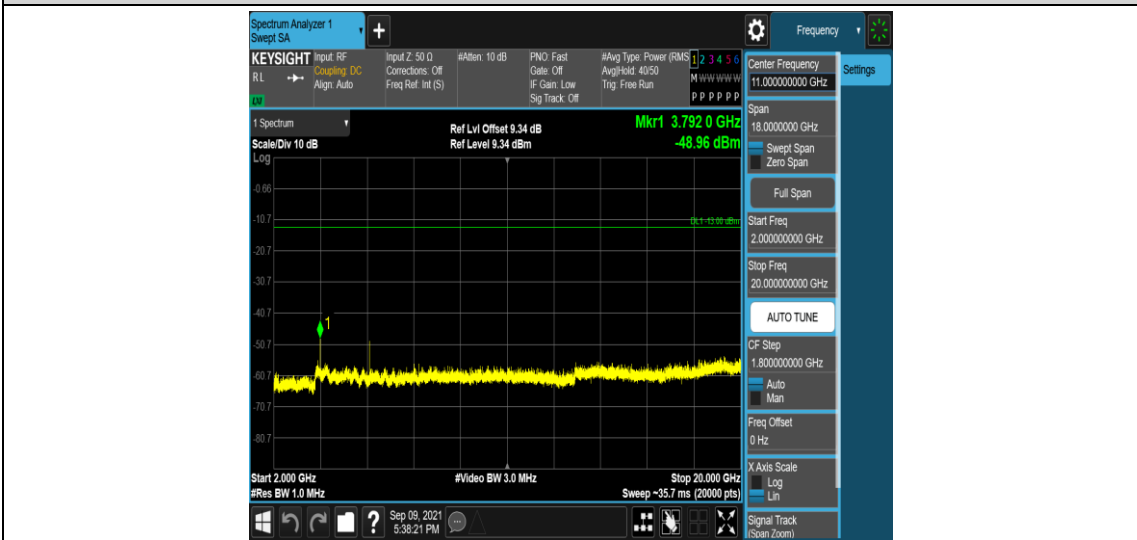 Spectrum Analyzer 1
Swept SA
+
Frequency
KEYSIGHT
RL
LXI
Input: RF
Coupling: DC
Align: Auto
Input Z: 50 Ω
Corrections: Off
Freq Ref: Int (S)
#Atten: 10 dB
PNO: Fast
Gate: Off
IF Gain: Low
Sig Track: Off
#Avg Type: Power (RMS
Avg|Hold: 40/50
Trig: Free Run
1 2 3 4 5 6
M W W W W W
P P P P P P
1 Spectrum
Scale/Div 10 dB
Log
Ref Lvl Offset 9.34 dB
Ref Level 9.34 dBm
Mkr1 3.792 0 GHz
-48.96 dBm
-0.66
-10.7
DL1 -13.00 dBm
-20.7
-30.7
-40.7
1
-50.7
-60.7
-70.7
-80.7
Start 2.000 GHz
#Res BW 1.0 MHz
#Video BW 3.0 MHz
Stop 20.000 GHz
Sweep ~35.7 ms (20000 pts)
?
Sep 09, 2021
5:38:21 PM
Center Frequency
11.000000000 GHz
Settings
Span
18.0000000 GHz
Swept Span
Zero Span
Full Span
Start Freq
2.000000000 GHz
Stop Freq
20.000000000 GHz
AUTO TUNE
CF Step
1.800000000 GHz
Auto
Man
Freq Offset
0 Hz
X Axis Scale
Log
Lin
Signal Track
(Span Zoom)